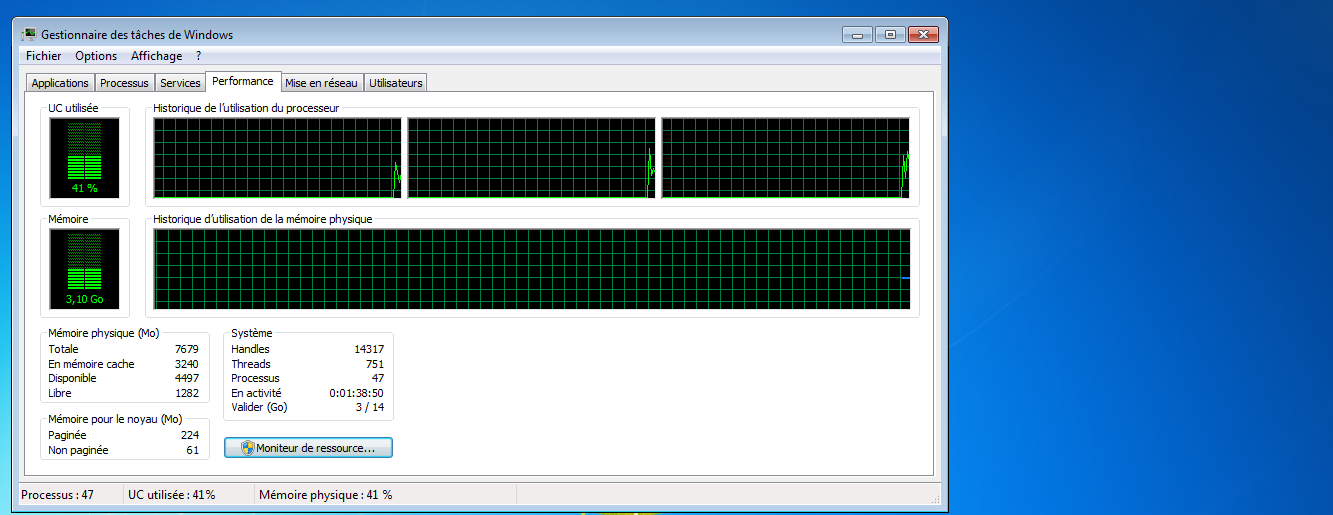 Gestionnaire des tâches de Windows
Fichier Options Affichage ?
Applications Processus Services Performance Mise en réseau Utilisateurs
UC utilisée
41 %
Historique de l'utilisation du processeur
Mémoire
3,10 Go
Historique d'utilisation de la mémoire physique
Mémoire physique (Mo)
Totale 7679
En mémoire cache 3240
Disponible 4497
Libre 1282
Mémoire pour le noyau (Mo)
Paginée 224
Non paginée 61
Système
Handles 14317
Threads 751
Processus 47
En activité 0:01:38:50
Valider (Go) 3 / 14
Moniteur de ressource...
Processus : 47 UC utilisée : 41% Mémoire physique : 41 %